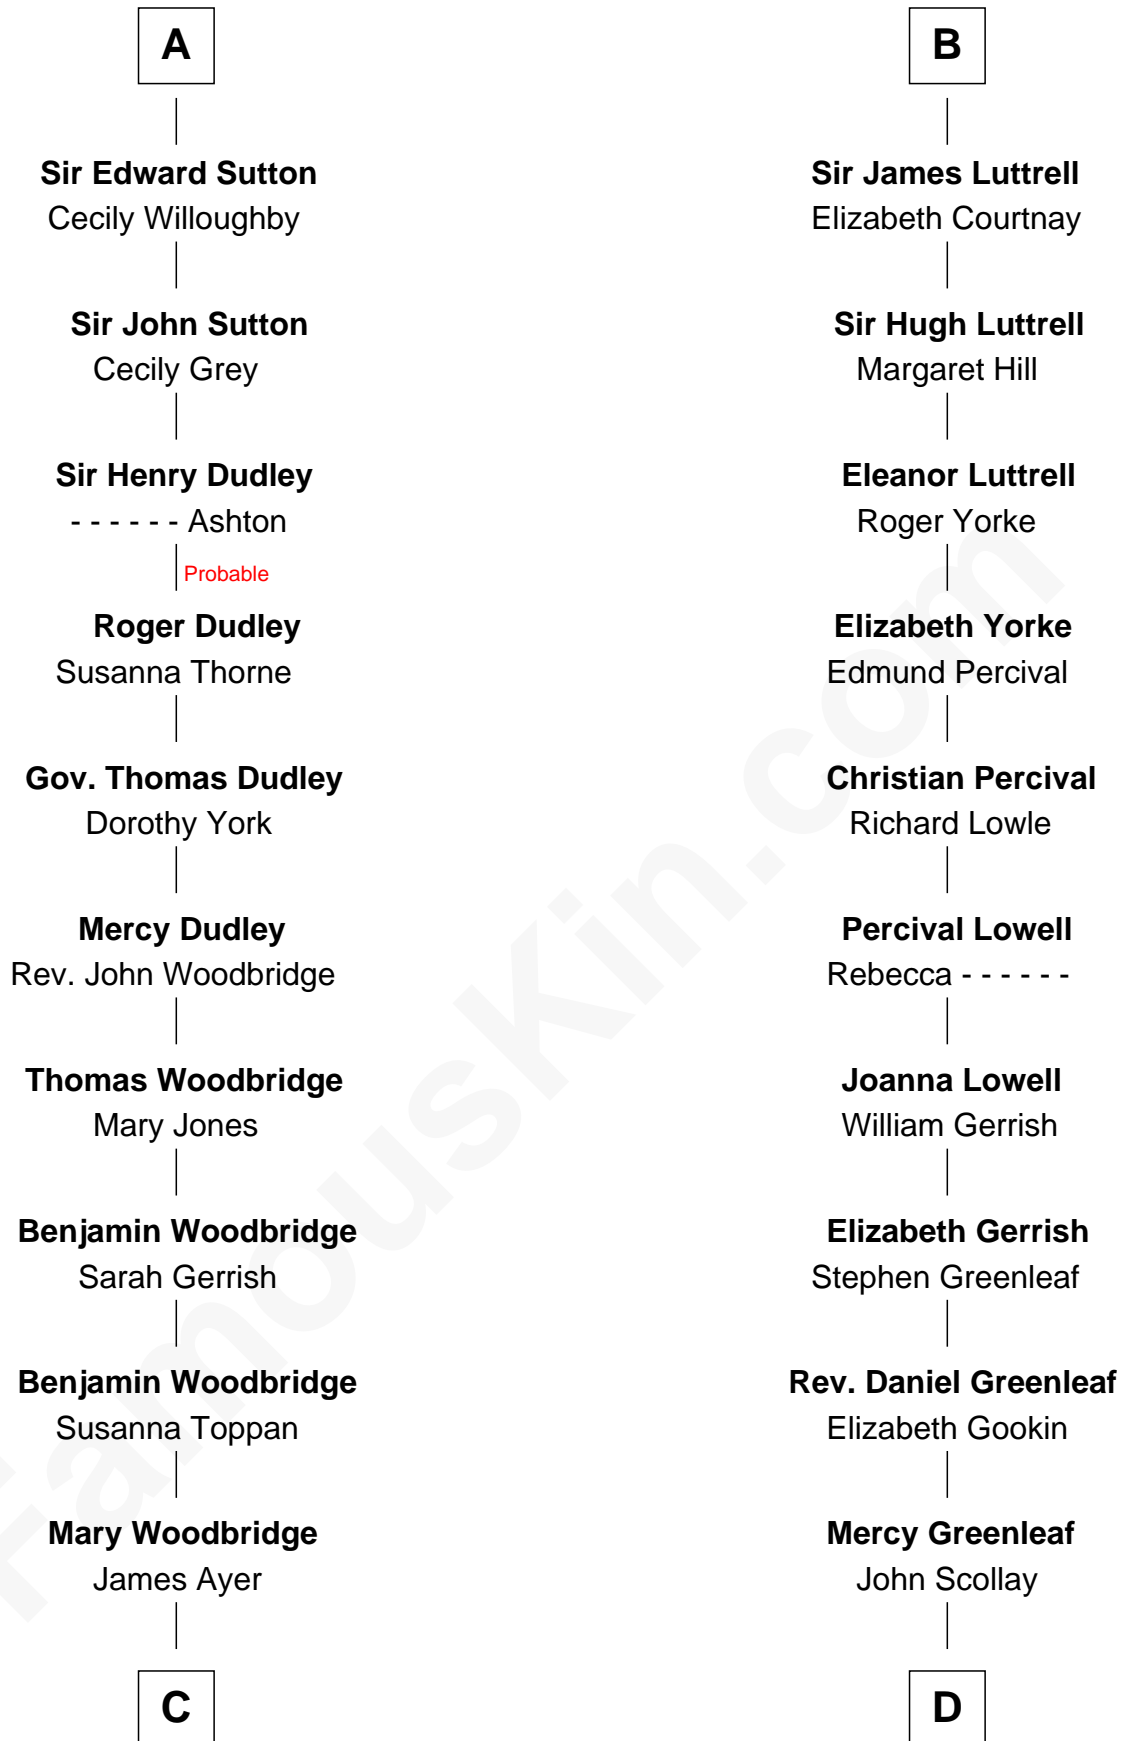 A
Sir Edward Sutton
Cecily Willoughby
Sir John Sutton
Cecily Grey
Sir Henry Dudley
- - - - - - Ashton
Probable
Roger Dudley
Susanna Thorne
Gov. Thomas Dudley
Dorothy York
Mercy Dudley
Rev. John Woodbridge
Thomas Woodbridge
Mary Jones
Benjamin Woodbridge
Sarah Gerrish
Benjamin Woodbridge
Susanna Toppan
Mary Woodbridge
James Ayer
C
B
Sir James Luttrell
Elizabeth Courtnay
Sir Hugh Luttrell
Margaret Hill
Eleanor Luttrell
Roger Yorke
Elizabeth Yorke
Edmund Percival
Christian Percival
Richard Lowle
Percival Lowell
Rebecca - - - - - -
Joanna Lowell
William Gerrish
Elizabeth Gerrish
Stephen Greenleaf
Rev. Daniel Greenleaf
Elizabeth Gookin
Mercy Greenleaf
John Scollay
D
FamousKin.com